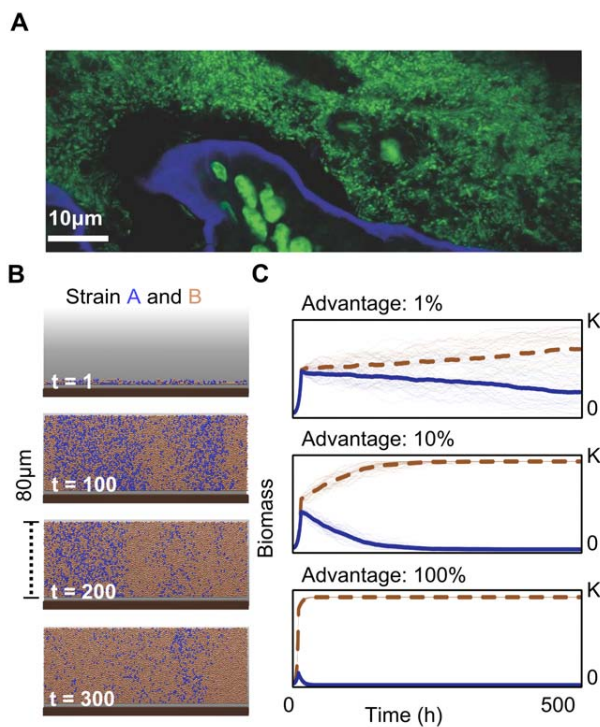 A
10µm
B
Strain A and B
t = 1
80µm
t = 100
t = 200
t = 300
C
Advantage: 1%
K
0
Advantage: 10%
K
0
Biomass
Advantage: 100%
K
0
0
500
Time (h)